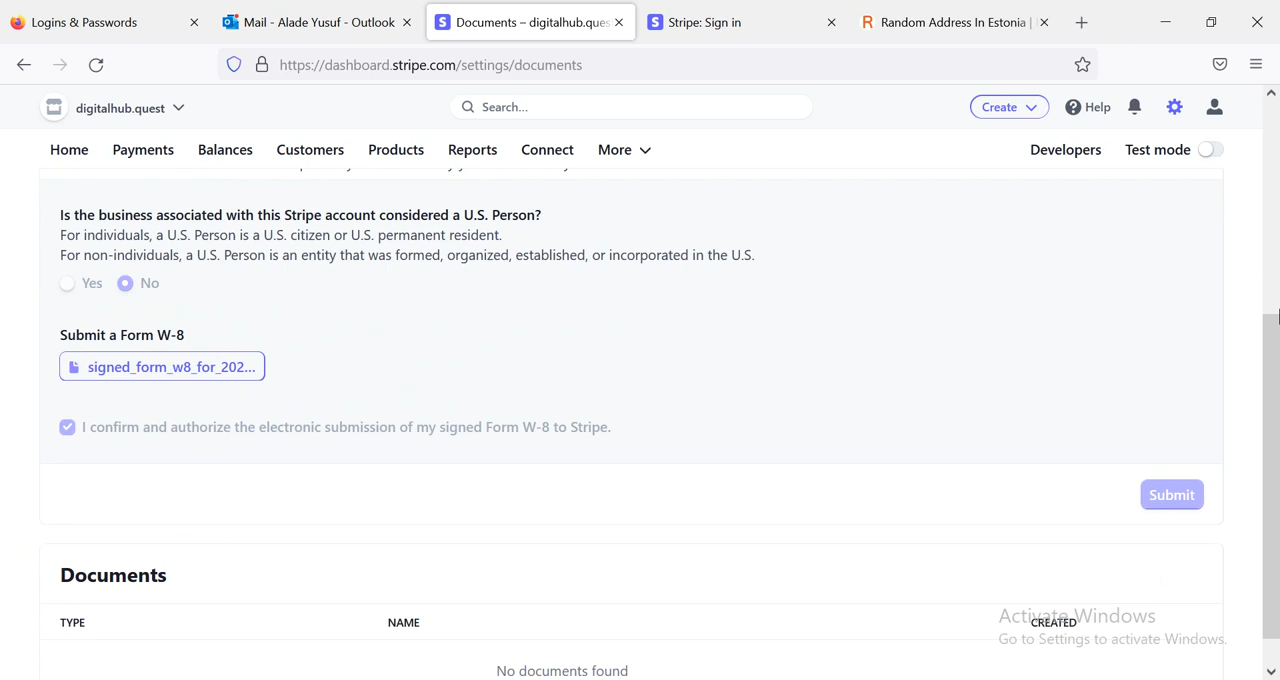 Logins & Passwords
Mail - Alade Yusuf - Outlook
Documents – digitalhub.ques
Stripe: Sign in
Random Address In Estonia |
https://dashboard.stripe.com/settings/documents
digitalhub.quest
Search...
Create
Help
Home
Payments
Balances
Customers
Products
Reports
Connect
More
Developers
Test mode
Is the business associated with this Stripe account considered a U.S. Person?
For individuals, a U.S. Person is a U.S. citizen or U.S. permanent resident.
For non-individuals, a U.S. Person is an entity that was formed, organized, established, or incorporated in the U.S.
Yes No
Submit a Form W-8
signed_form_w8_for_202...
I confirm and authorize the electronic submission of my signed Form W-8 to Stripe.
Submit
Documents
TYPE NAME CREATED
Activate Windows
Go to Settings to activate Windows.
No documents found